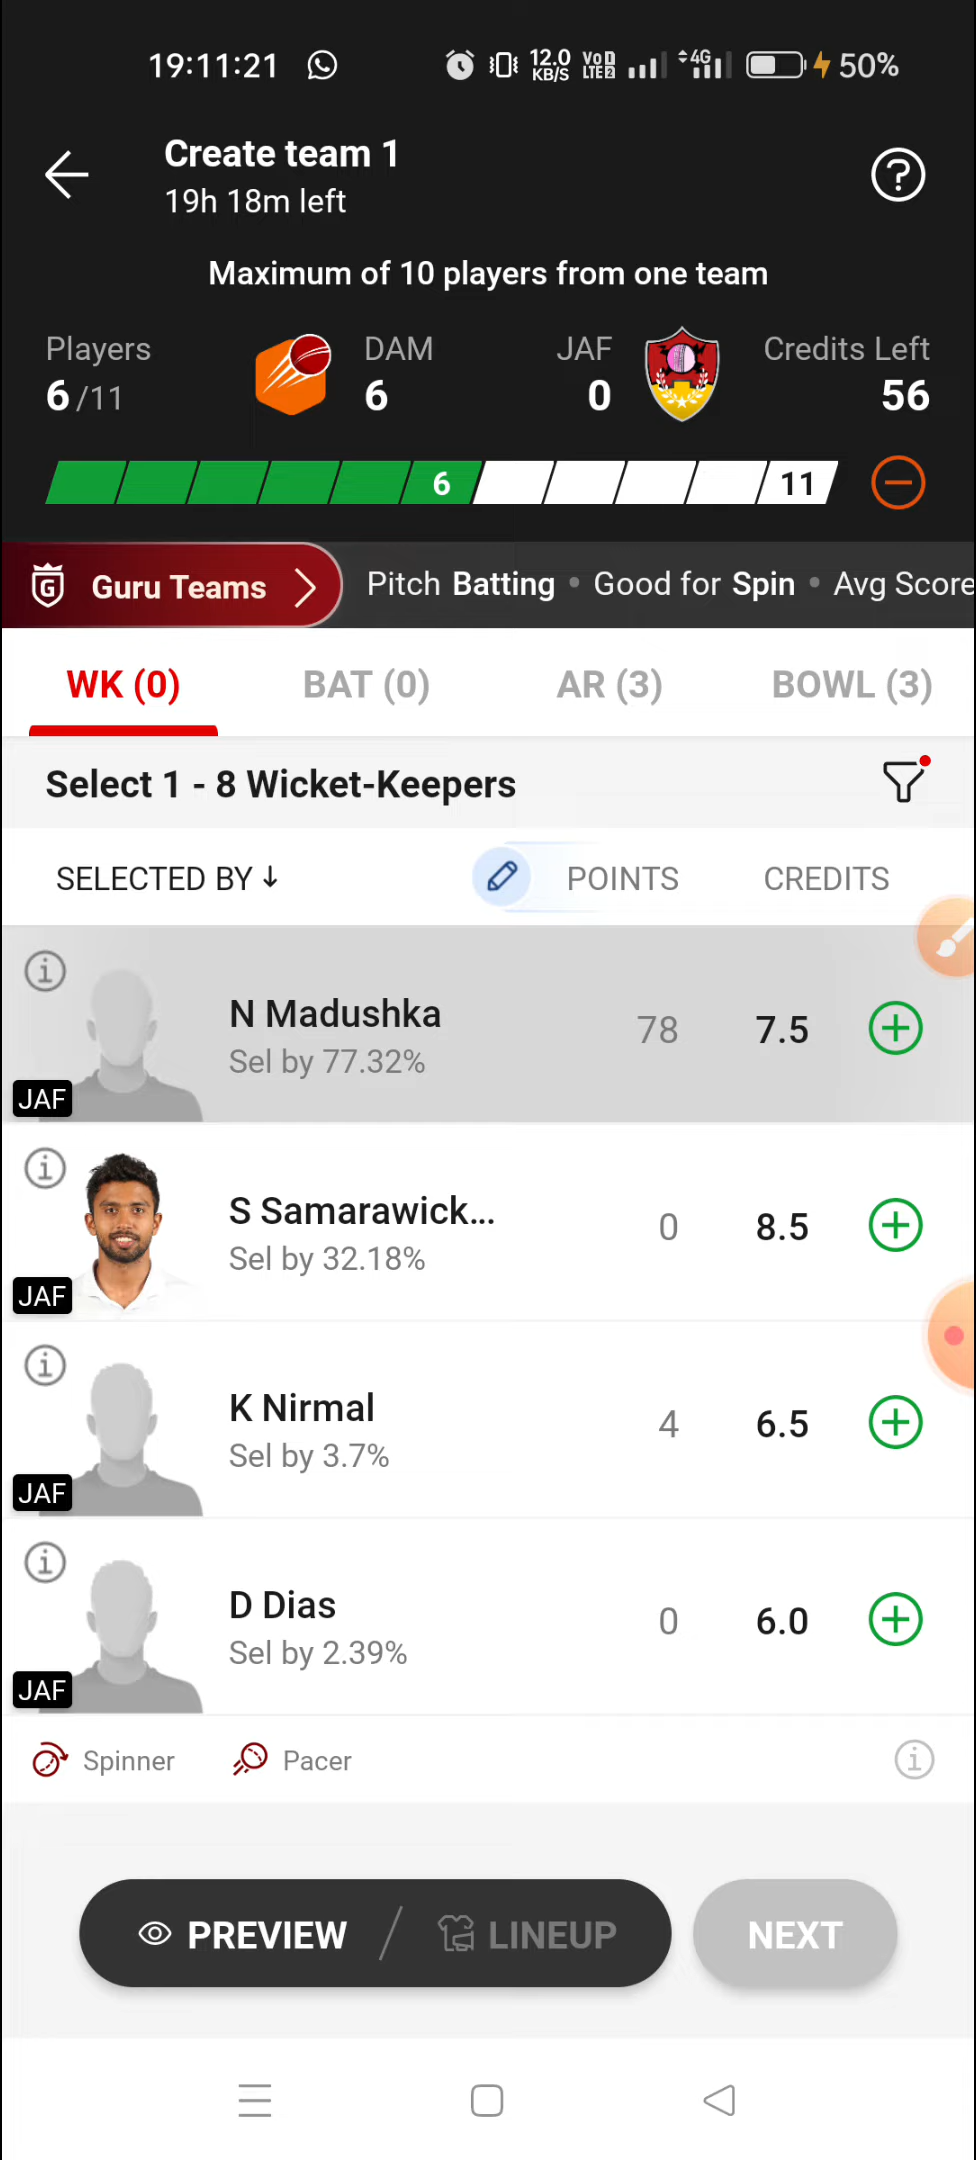 19:11:21 12.0 KB/S VoD LTE2 4G 50%
Create team 1
19h 18m left
Maximum of 10 players from one team
Players DAM JAF Credits Left
6/11 6 0 56
6 11
G Guru Teams Pitch Batting • Good for Spin • Avg Score
WK (0) BAT (0) AR (3) BOWL (3)
Select 1 - 8 Wicket-Keepers
SELECTED BY ↓ POINTS CREDITS
N Madushka 78 7.5
Sel by 77.32%
JAF
S Samarawick... 0 8.5
Sel by 32.18%
JAF
K Nirmal 4 6.5
Sel by 3.7%
JAF
D Dias 0 6.0
Sel by 2.39%
JAF
Spinner Pacer
PREVIEW / LINEUP NEXT